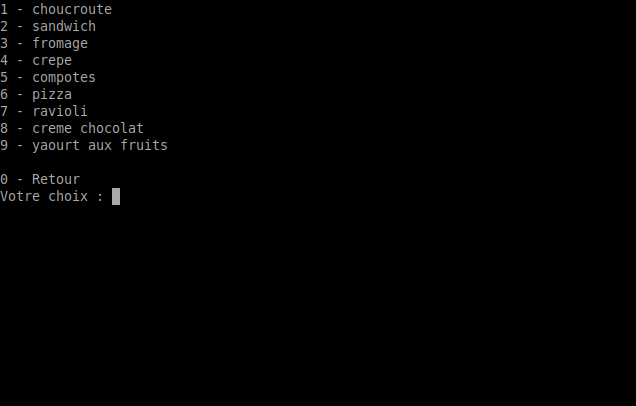 1 - choucroute
2 - sandwich
3 - fromage
4 - crepe
5 - compotes
6 - pizza
7 - ravioli
8 - creme chocolat
9 - yaourt aux fruits
0 - Retour
Votre choix :